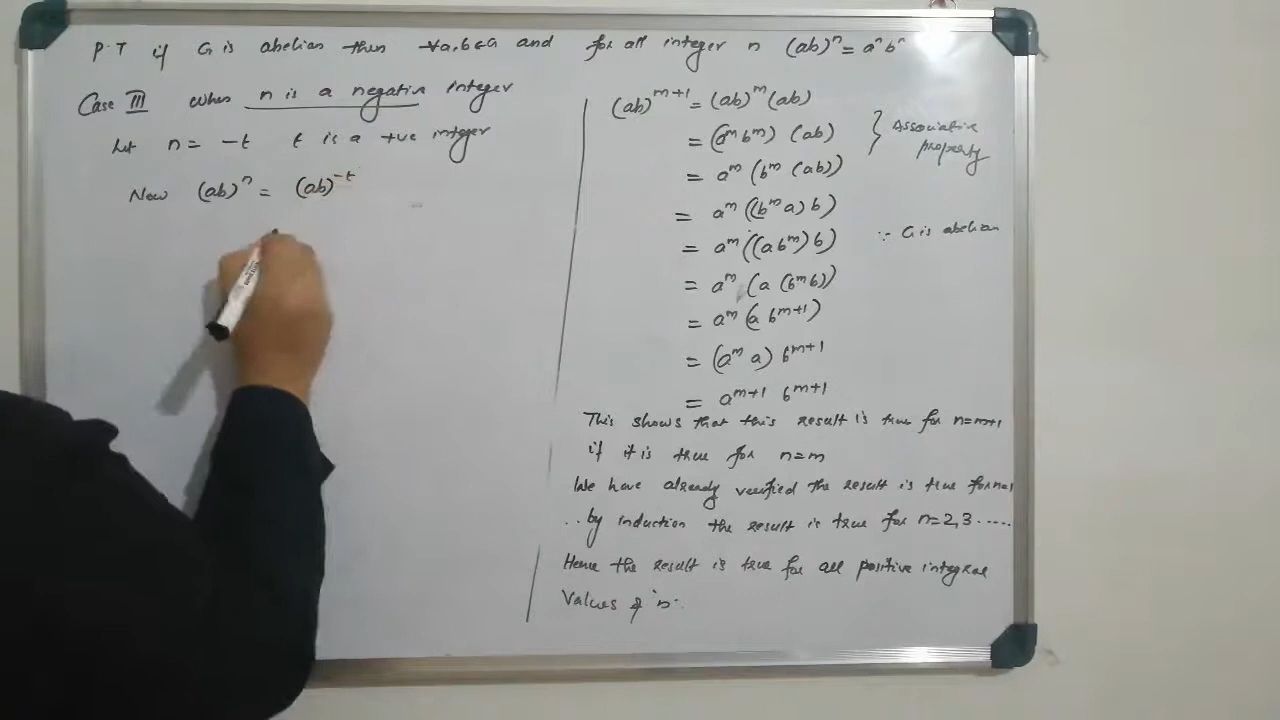 P.T if G is abelian then ∀a,b∈G and for all integer n (ab)ⁿ = aⁿbⁿ
Case III when n is a negative integer
Let n = -t t is a +ve integer
Now (ab)ⁿ = (ab)⁻ᵗ
(ab)ᵐ⁺¹ = (ab)ᵐ(ab)
= (aᵐbᵐ) (ab) } Associative
property
= aᵐ (bᵐ (ab))
= aᵐ ((bᵐ a) b)
= aᵐ ((a bᵐ) b) ∵ G is abelian
= aᵐ (a (bᵐ b))
= aᵐ (a bᵐ⁺¹)
= (aᵐ a) bᵐ⁺¹
= aᵐ⁺¹ bᵐ⁺¹
This shows that this result is true for n=m+1
if it is true for n=m
We have already verified the result is true for
by induction the result is true for n=2,3 .....
Hence the result is true for all positive integral
values of 'n'.